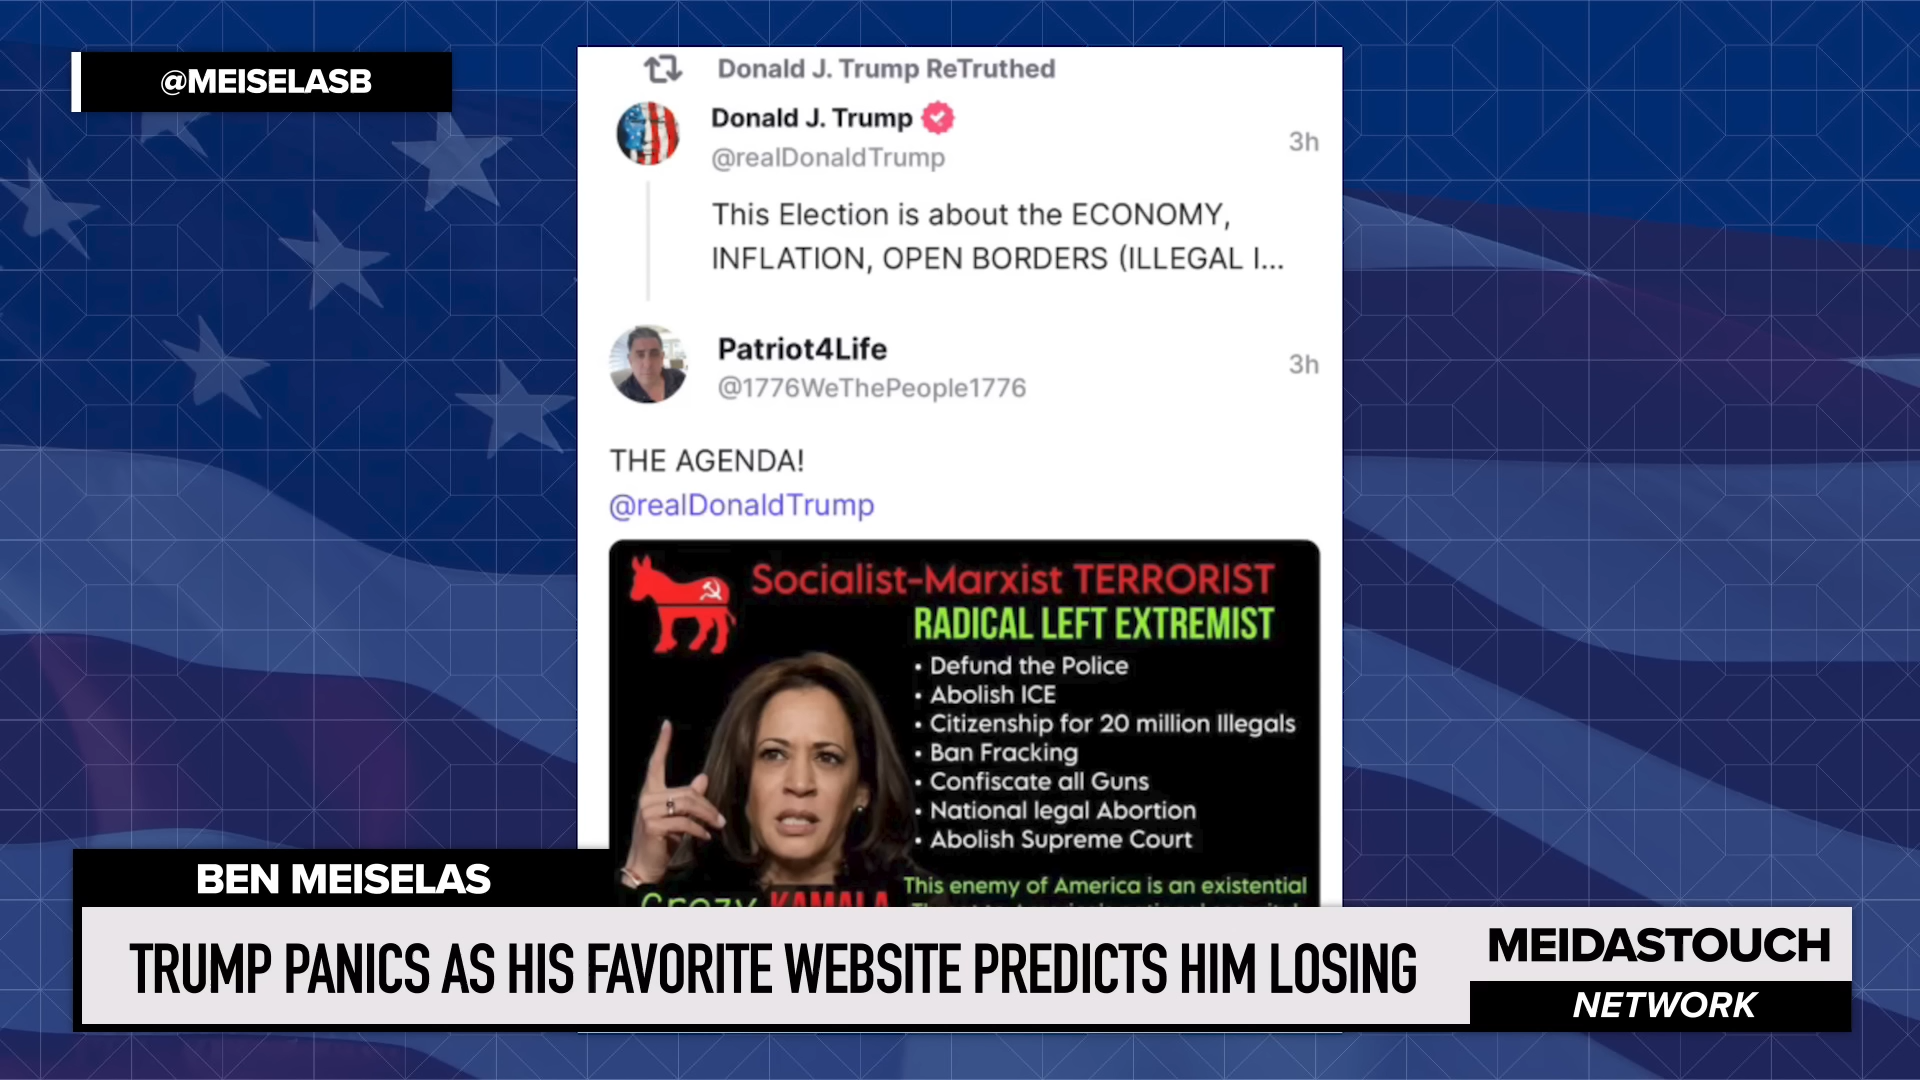 @MEISELASB
Donald J. Trump ReTruthed
Donald J. Trump
@realDonaldTrump
3h
This Election is about the ECONOMY,
INFLATION, OPEN BORDERS (ILLEGAL I...
Patriot4Life
@1776WeThePeople1776
3h
THE AGENDA!
@realDonaldTrump
Socialist-Marxist TERRORIST
RADICAL LEFT EXTREMIST
• Defund the Police
• Abolish ICE
• Citizenship for 20 million Illegals
• Ban Fracking
• Confiscate all Guns
• National legal Abortion
• Abolish Supreme Court
This enemy of America is an existential
Crazy KAMALA
BEN MEISELAS
TRUMP PANICS AS HIS FAVORITE WEBSITE PREDICTS HIM LOSING
MEIDASTOUCH
NETWORK